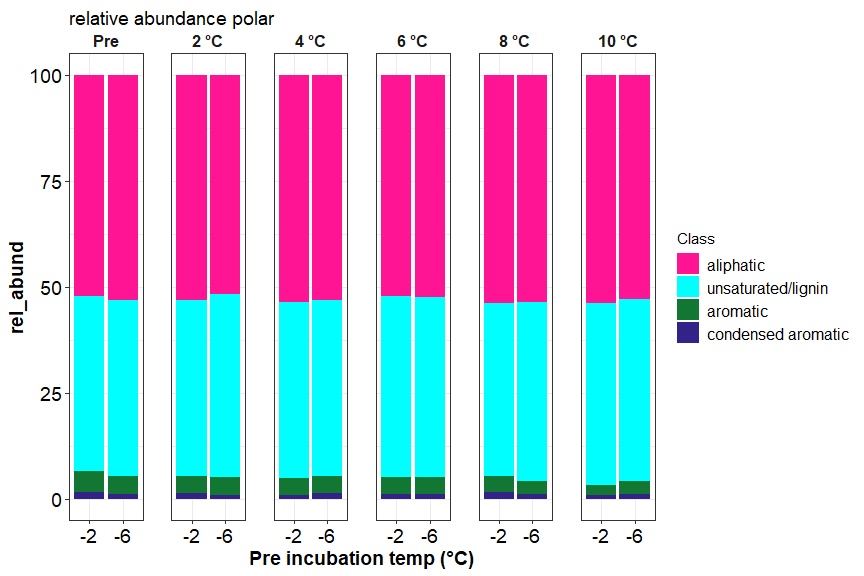 relative abundance polar
Pre 2 °C 4 °C 6 °C 8 °C 10 °C
100
75
50
25
0
rel_abund
-2 -6 -2 -6 -2 -6 -2 -6 -2 -6 -2 -6
Pre incubation temp (°C)
Class
aliphatic
unsaturated/lignin
aromatic
condensed aromatic